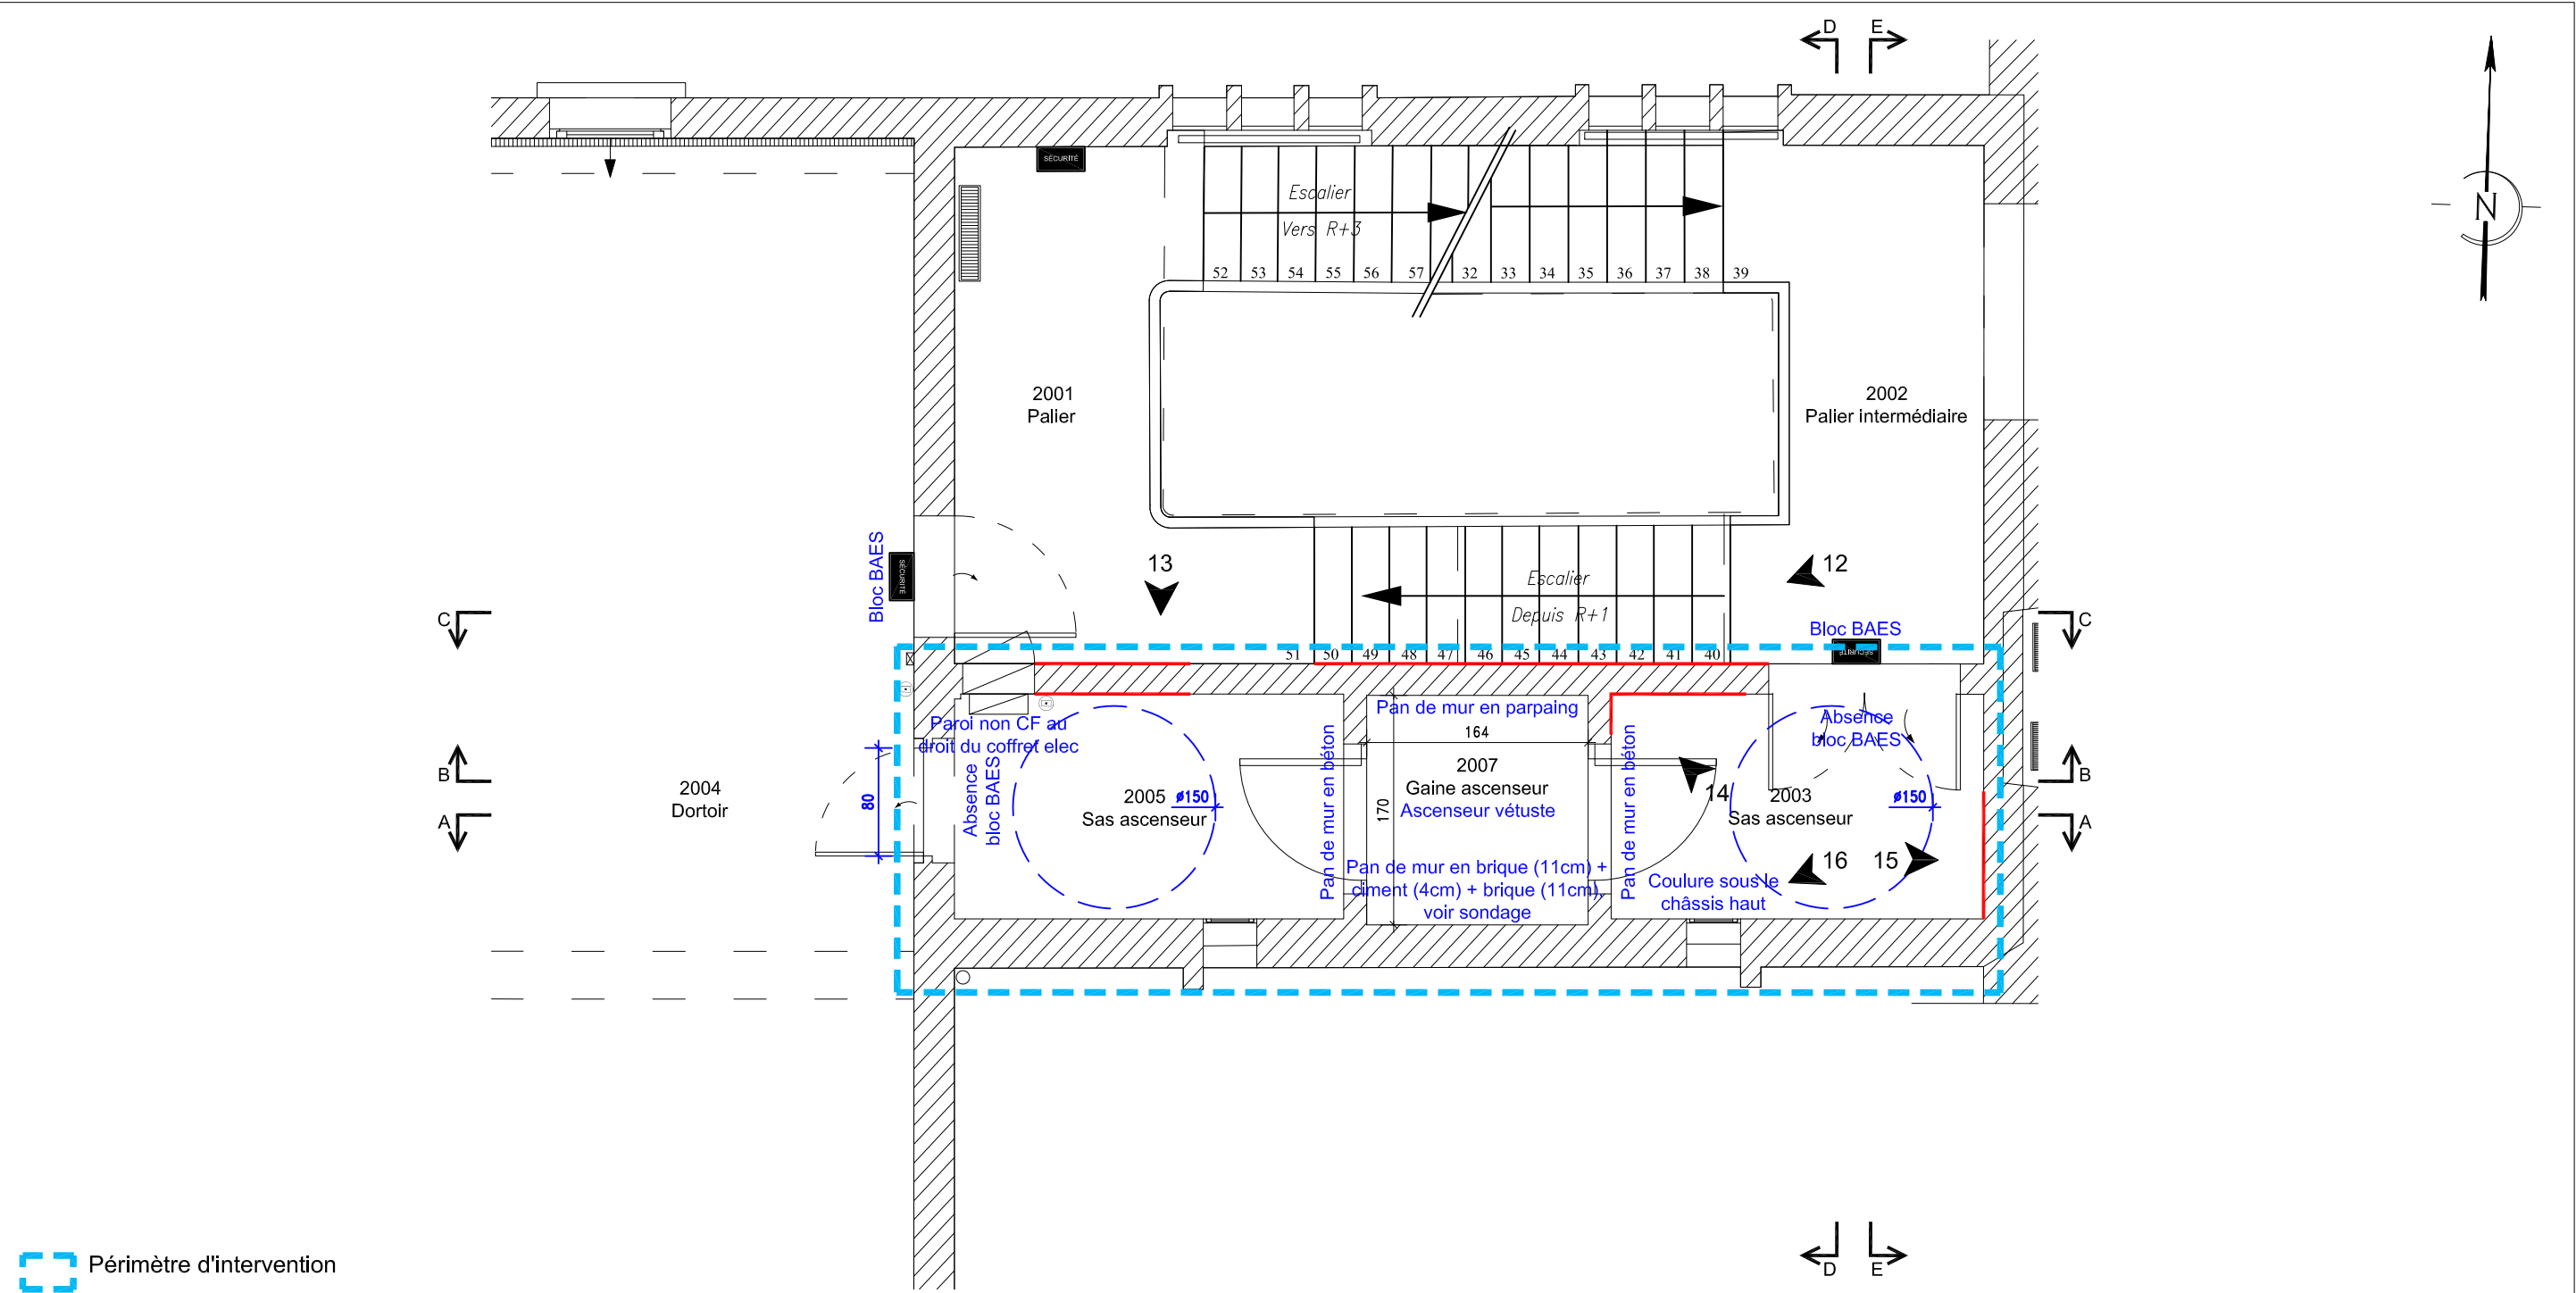 D E
N
SÉCURITÉ
Escalier
Vers R+3
52 53 54 55 56 57 32 33 34 35 36 37 38 39
2001
Palier
2002
Palier intermédiaire
Bloc BAES
SÉCURITÉ
13
12
Escalier
Depuis R+1
C
C
Bloc BAES
SÉCURITÉ
51 50 49 48 47 46 45 44 43 42 41 40
Paroi non CF au
droit du coffret elec
Pan de mur en parpaing
164
Absence
bloc BAES
B
B
2004
Dortoir
80
Absence
bloc BAES
2005
Sas ascenseur
ø150
Pan de mur en béton
170
2007
Gaine ascenseur
Ascenseur vétuste
Pan de mur en béton
14
2003
Sas ascenseur
ø150
A
A
Pan de mur en brique (11cm) +
ciment (4cm) + brique (11cm),
voir sondage
16 15
Coulure sous le
châssis haut
D E
Périmètre d'intervention